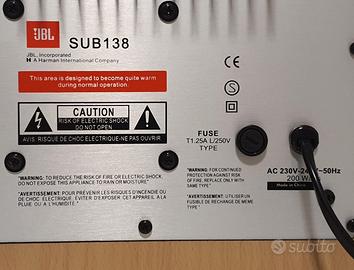 JBL SUB138
JBL, Incorporated
H A Harman International Company
This area is designed to become quite warm
during normal operation.
CAUTION
RISK OF ELECTRIC SHOCK
DO NOT OPEN
AVIS: RISQUE DE CHOC ELECTRIQUE-NE PAS OUVRIR
"WARNING: TO REDUCE THE RISK OF FIRE OR ELECTRIC SHOCK,
DO NOT EXPOSE THIS APPLIANCE TO RAIN OR MOISTURE"
"AVERTISSEMENT: POUR PRÉVENIR LES RISQUES D'INCENDIE OU
DE CHOC ÉLECTRIQUE, ÉVITER D'EXPOSER CET APPAREIL A LA
PLUIE OU A L'HUMIDITÉ."
CE
FUSE
T1.25A L/250V
TYPE
"WARNING: FOR CONTINUED
PROTECTION AGAINST RISK
OF FIRE, REPLACE ONLY WITH
SAME TYPE"
"AVERTISSEMENT: UTILISER UN
FUSIBLE DE RECHANGE DE MEME
TYPE"
AC 230V-24 V~50Hz
200 W
Made in China
subito